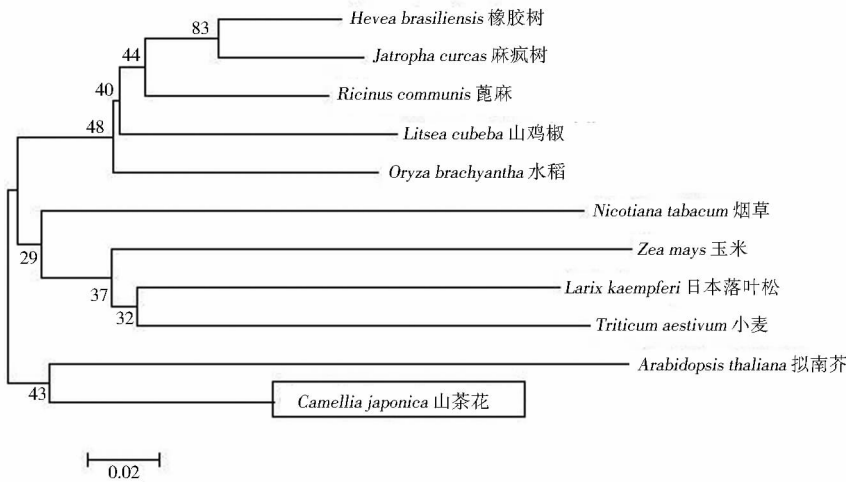 83
Hevea brasiliensis 橡胶树
44
Jatropha curcas 麻疯树
40
Ricinus communis 蓖麻
48
Litsea cubeba 山鸡椒
Oryza brachyantha 水稻
Nicotiana tabacum 烟草
29
Zea mays 玉米
37
Larix kaempferi 日本落叶松
32
Triticum aestivum 小麦
Arabidopsis thaliana 拟南芥
43
Camellia japonica 山茶花
0.02